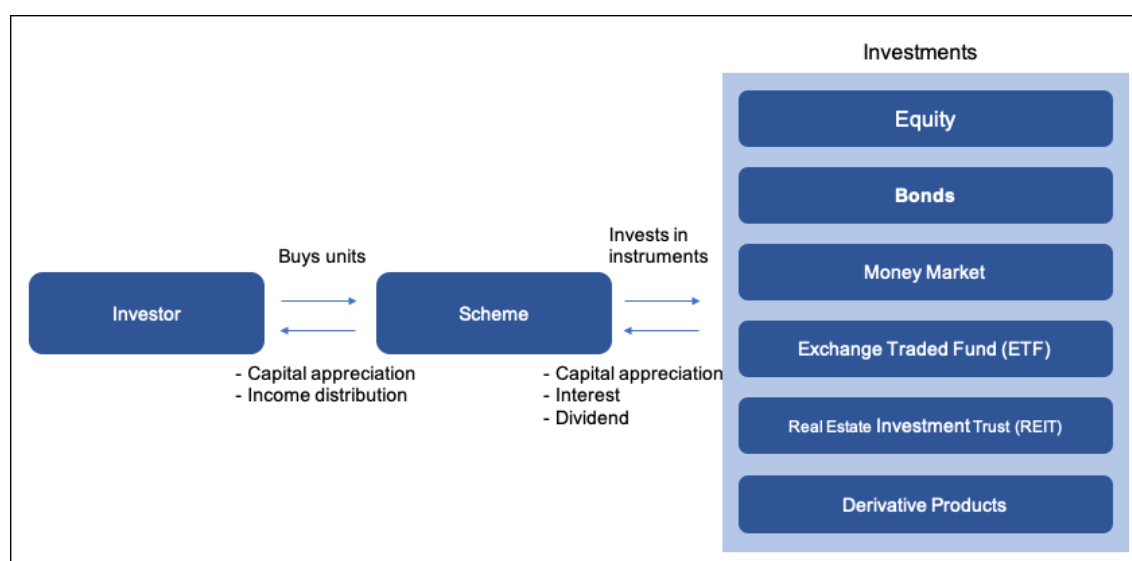 Investments
Equity
Bonds
Money Market
Exchange Traded Fund (ETF)
Real Estate Investment Trust (REIT)
Derivative Products
Investor
Buys units
- Capital appreciation
- Income distribution
Scheme
Invests in
instruments
- Capital appreciation
- Interest
- Dividend